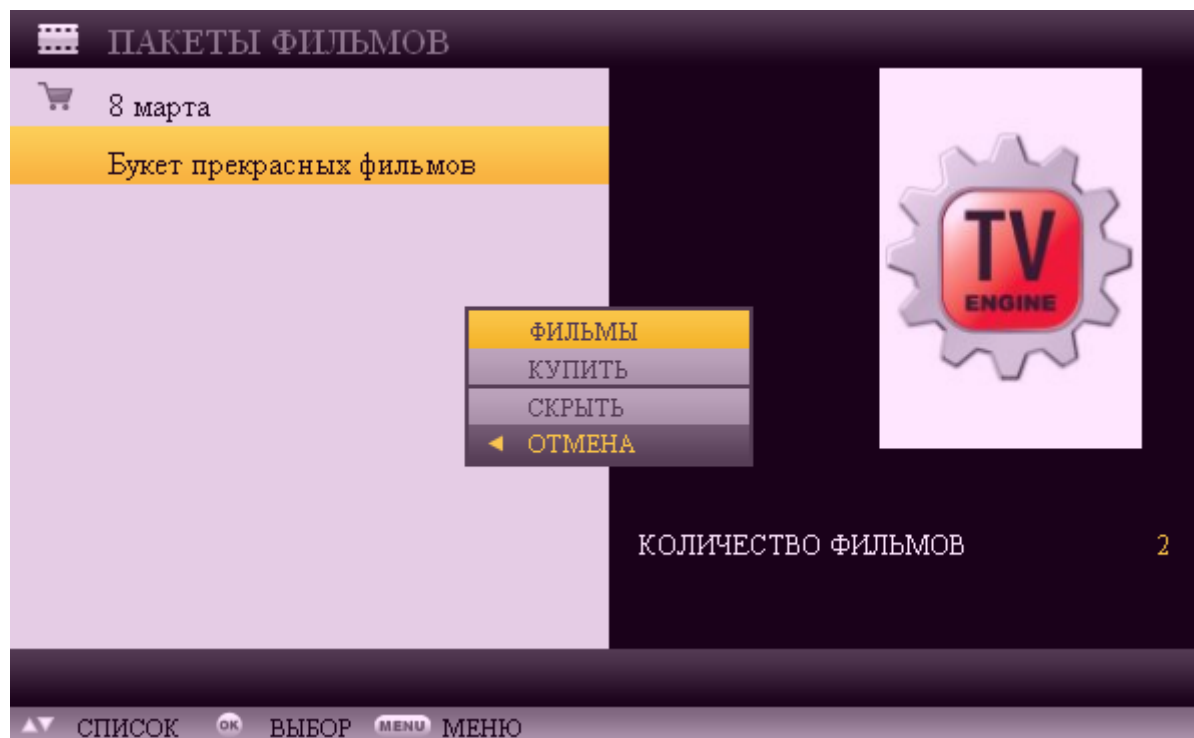 ПАКЕТЫ ФИЛЬМОВ
8 марта
Букет прекрасных фильмов
TV
ENGINE
ФИЛЬМЫ
КУПИТЬ
СКРЫТЬ
ОТМЕНА
КОЛИЧЕСТВО ФИЛЬМОВ 2
СПИСОК OK ВЫБОР MENU МЕНЮ